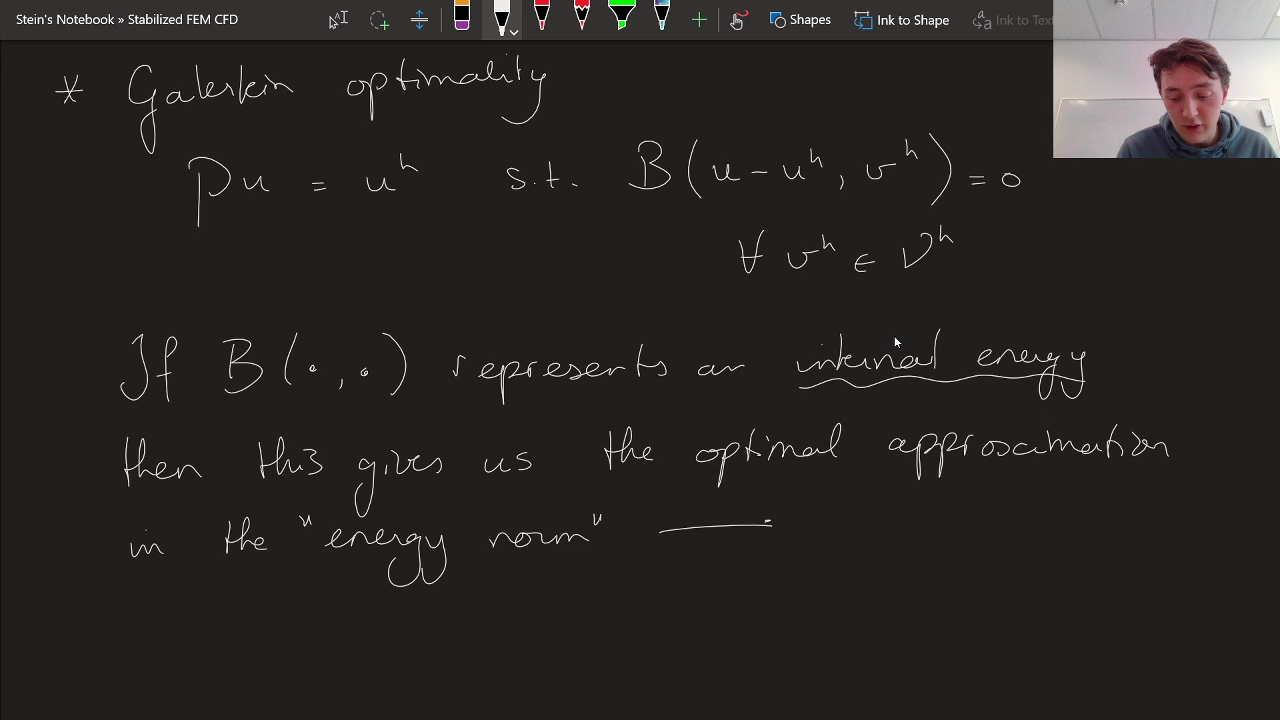 Stein's Notebook » Stabilized FEM CFD
Shapes
Ink to Shape
Ink to Text
* Galerkin optimality
Pu = u^h s.t. B(u - u^h, v^h) = 0
∀ v^h ∈ V^h
If B(·,·) represents an internal energy
then this gives us the optimal approximation
in the "energy norm" —